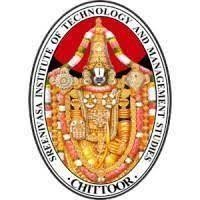 SREENIVASA INSTITUTE OF TECHNOLOGY AND MANAGEMENT STUDIES
· CHITTOOR ·